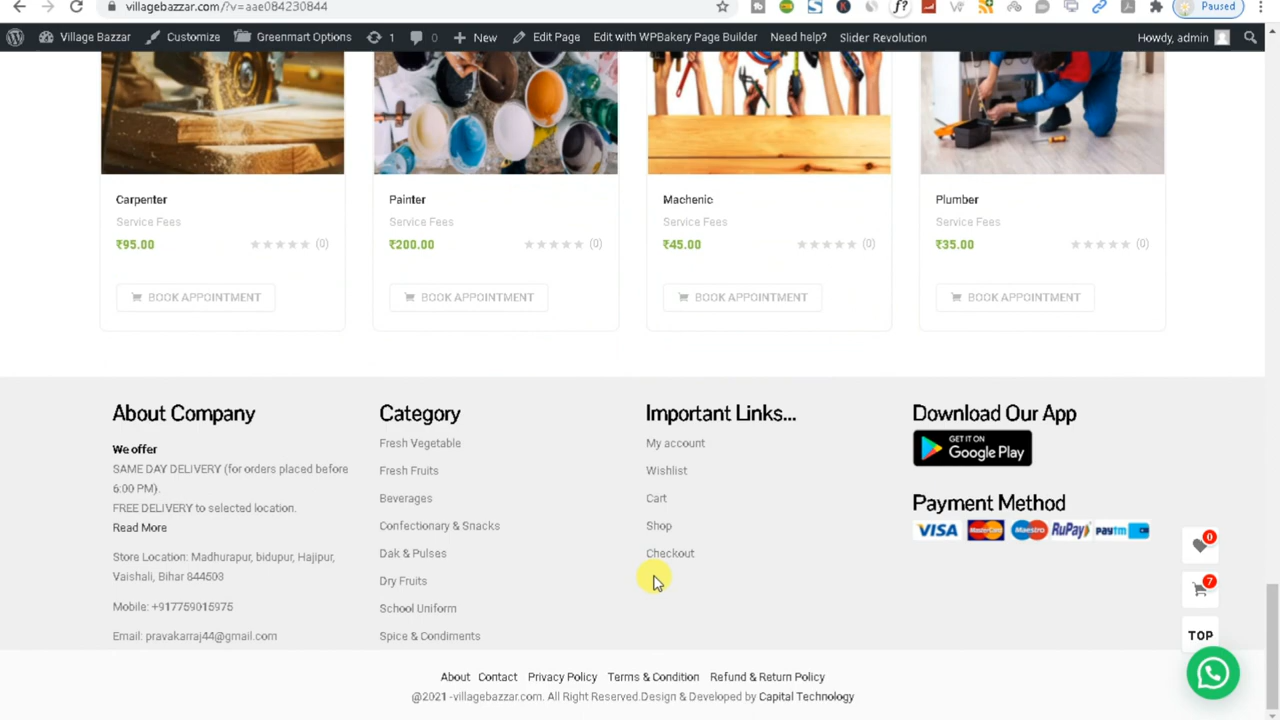 villagebazzar.com/?v=aae084230844
Paused
Village Bazzar Customize Greenmart Options 1 0 New Edit Page Edit with WPBakery Page Builder Need help? Slider Revolution Howdy, admin
Carpenter
Service Fees
₹95.00 (0)
BOOK APPOINTMENT
Painter
Service Fees
₹200.00 (0)
BOOK APPOINTMENT
Machenic
Service Fees
₹45.00 (0)
BOOK APPOINTMENT
Plumber
Service Fees
₹35.00 (0)
BOOK APPOINTMENT
About Company
We offer
SAME DAY DELIVERY (for orders placed before
6:00 PM).
FREE DELIVERY to selected location.
Read More
Store Location: Madhurapur, bidupur, Hajipur,
Vaishali, Bihar 844503
Mobile: +917759015975
Email: pravakarraj44@gmail.com
Category
Fresh Vegetable
Fresh Fruits
Beverages
Confectionary & Snacks
Dak & Pulses
Dry Fruits
School Uniform
Spice & Condiments
Important Links...
My account
Wishlist
Cart
Shop
Checkout
Download Our App
GET IT ON
Google Play
Payment Method
VISA MasterCard Maestro RuPay paytm
0
7
TOP
About Contact Privacy Policy Terms & Condition Refund & Return Policy
@2021 -villagebazzar.com. All Right Reserved.Design & Developed by Capital Technology